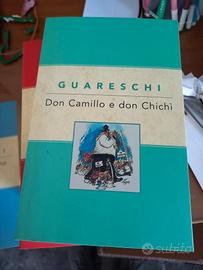 GUARESCHI
Don Camillo e don Chichì
subito